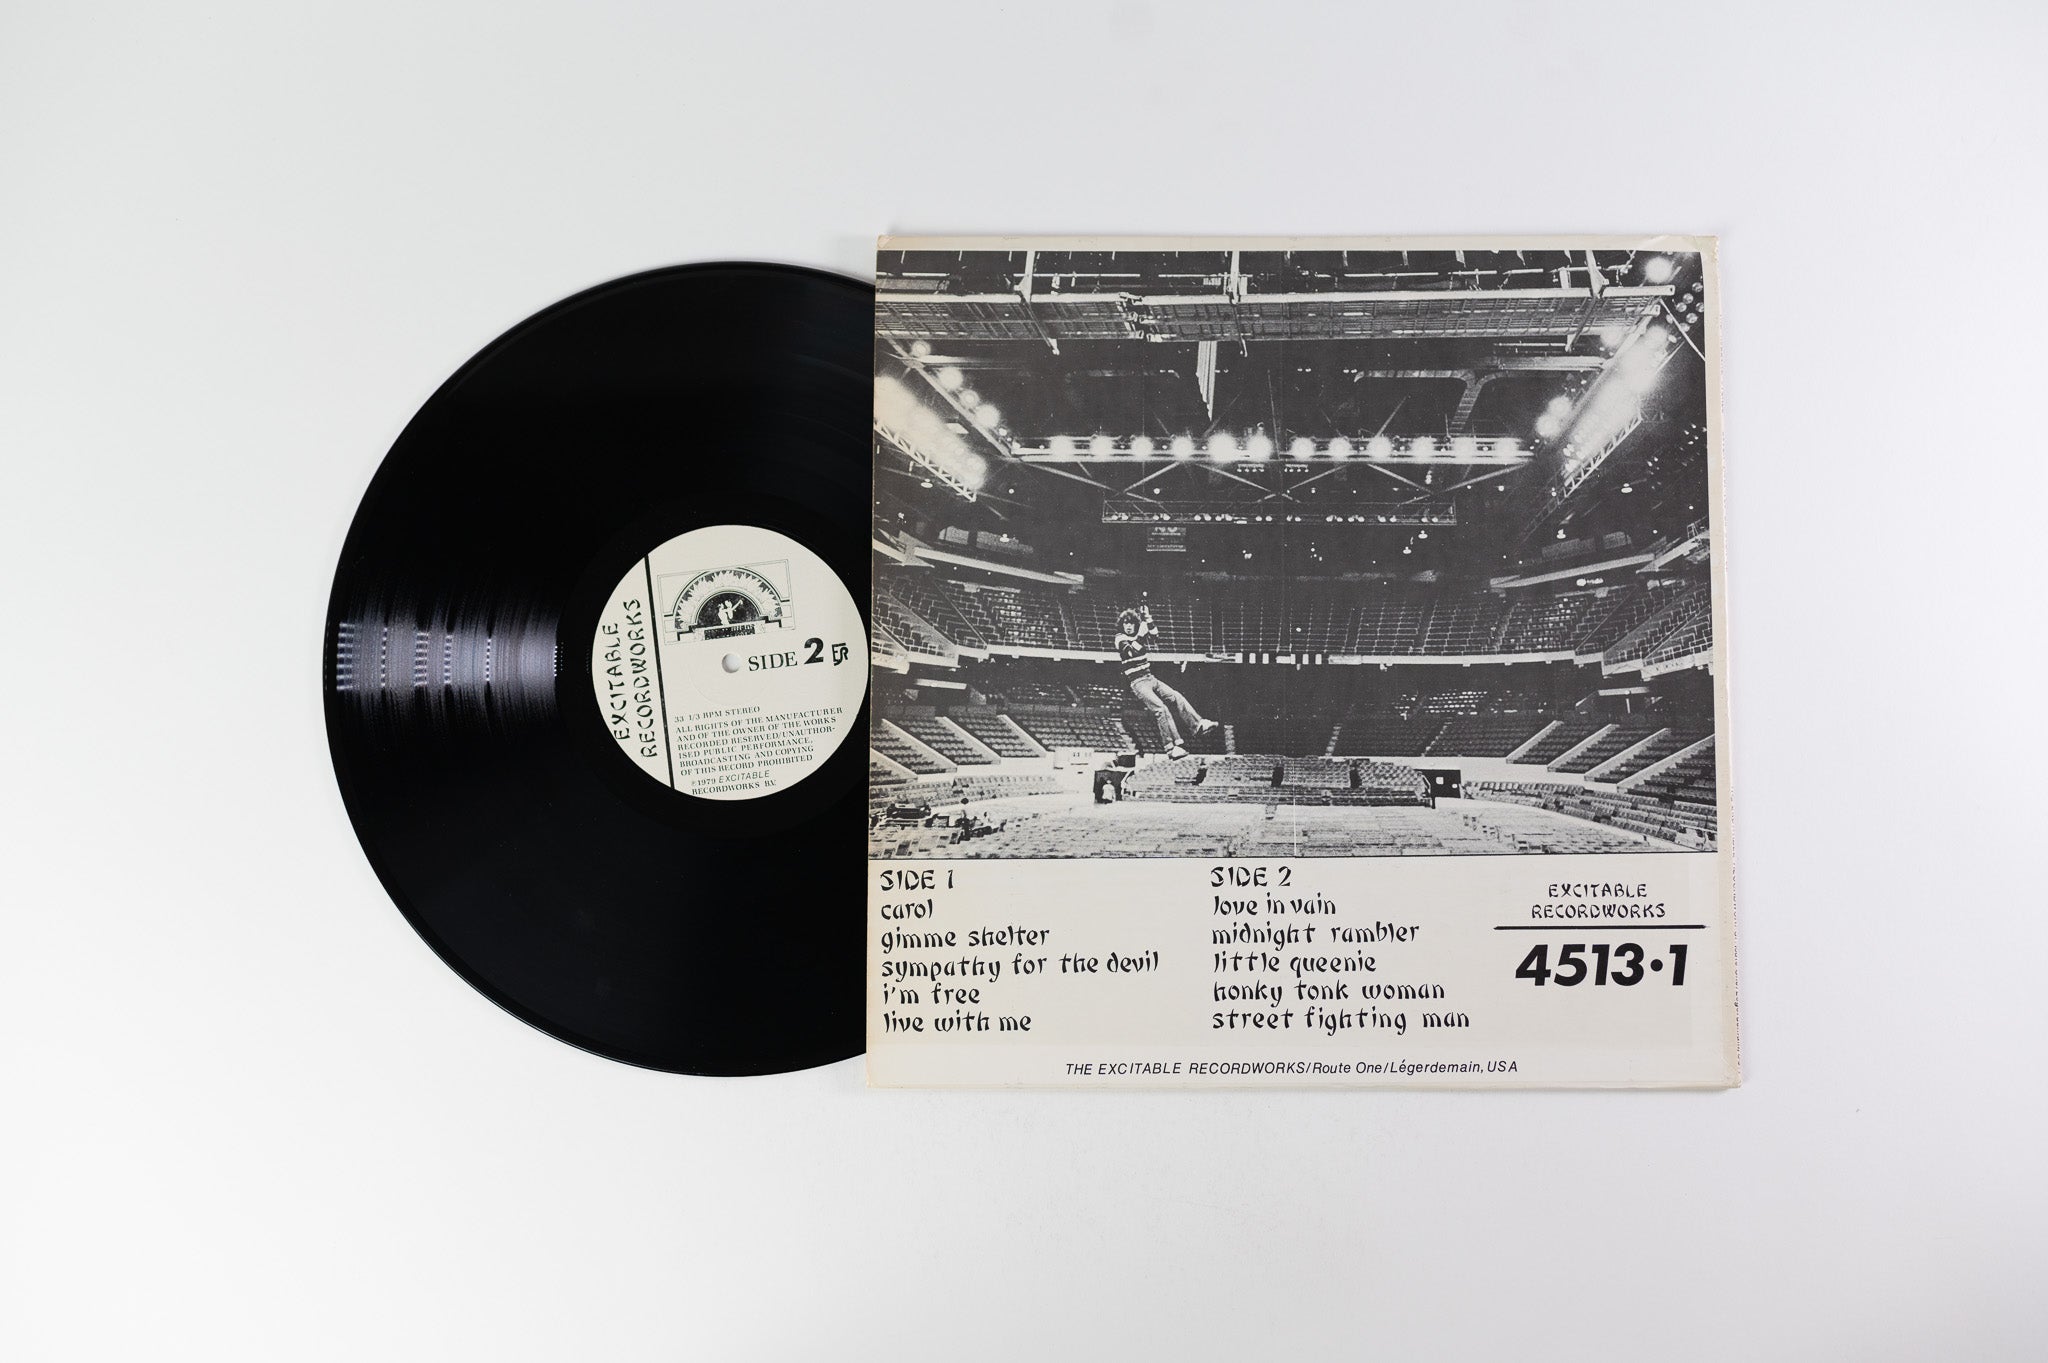 EXCITABLE
RECORDWORKS
SIDE 2 ER
33 1/3 RPM STEREO
ALL RIGHTS OF THE MANUFACTURER
AND OF THE OWNER OF THE WORKS
RECORDED RESERVED/UNAUTHOR-
ISED PUBLIC PERFORMANCE,
BROADCASTING AND COPYING
OF THIS RECORD PROHIBITED
℗1979 EXCITABLE
RECORDWORKS B.V.
SIDE 1
carol
gimme shelter
sympathy for the devil
i'm free
live with me
SIDE 2
love in vain
midnight rambler
little queenie
honky tonk woman
street fighting man
EXCITABLE
RECORDWORKS
4513•1
THE EXCITABLE RECORDWORKS/Route One/Légerdemain, USA